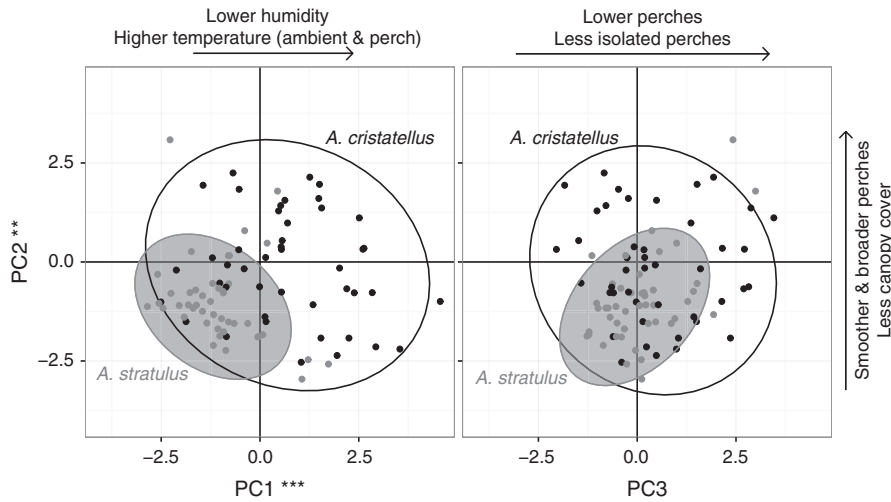 Lower humidity
Higher temperature (ambient & perch)
Lower perches
Less isolated perches
A. cristatellus
A. cristatellus
2.5
0.0
−2.5
PC2 **
A. stratulus
A. stratulus
Smoother & broader perches
Less canopy cover
−2.5
0.0
2.5
−2.5
0.0
2.5
PC1 ***
PC3